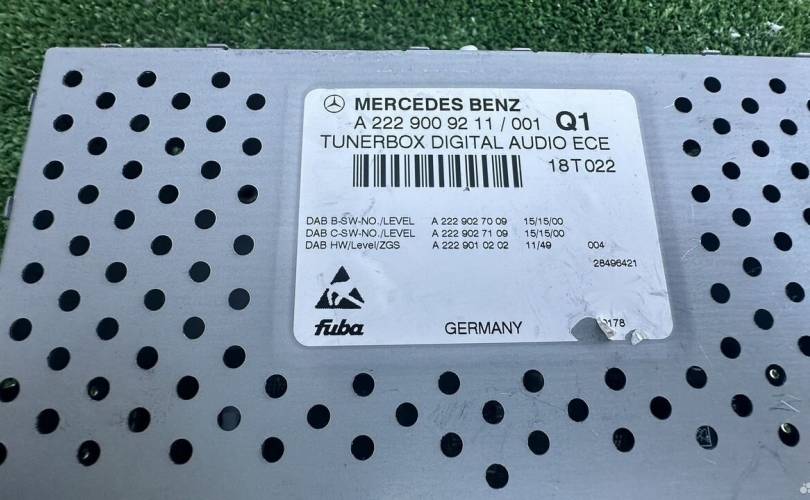 MERCEDES BENZ
A 222 900 92 11 / 001 Q1
TUNERBOX DIGITAL AUDIO ECE
18T022
DAB B-SW-NO./LEVEL A 222 902 70 09 15/15/00
DAB C-SW-NO./LEVEL A 222 902 71 09 15/15/00
DAB HW/Level/ZGS A 222 901 02 02 11/49 004
28496421
fuba GERMANY